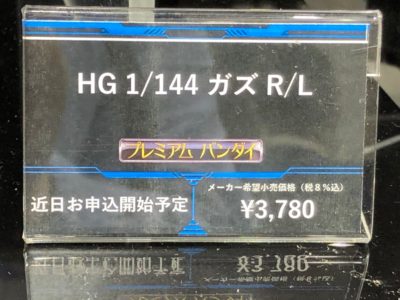 HG 1/144 ガズ R/L
プレミアム バンダイ
メーカー希望小売価格（税８%込）
近日お申込開始予定 ¥3,780